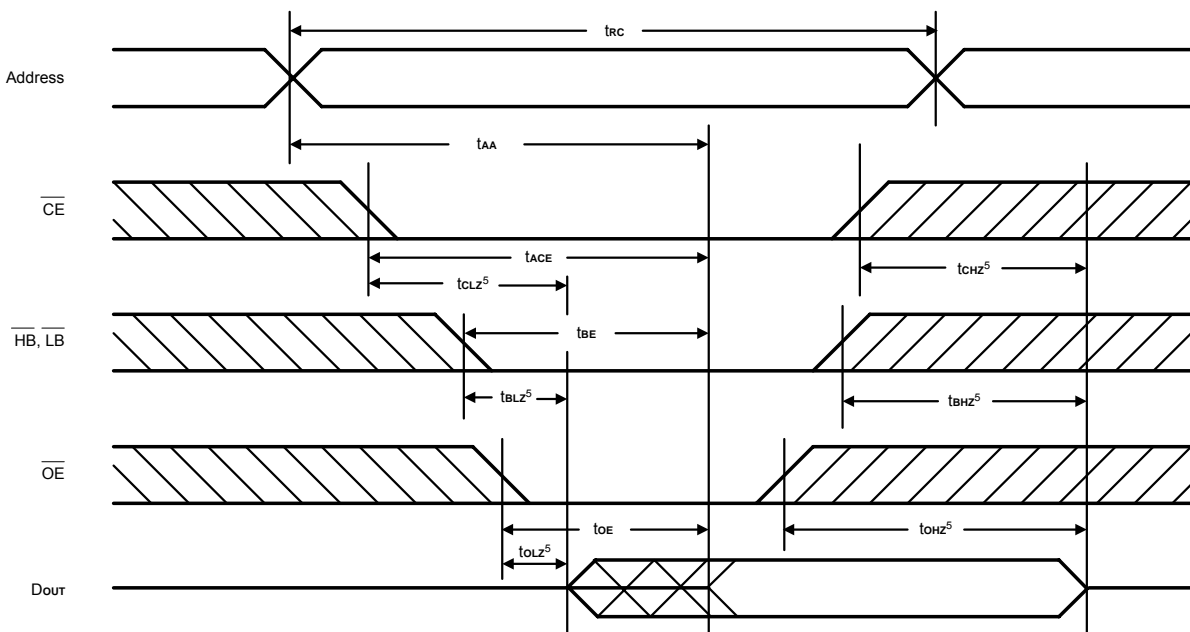 tRC
Address
tAA
CE
tACE
tCLZ5
tCHZ5
HB, LB
tBE
tBLZ5
tBHZ5
OE
tOE
tOHZ5
tOLZ5
DOUT